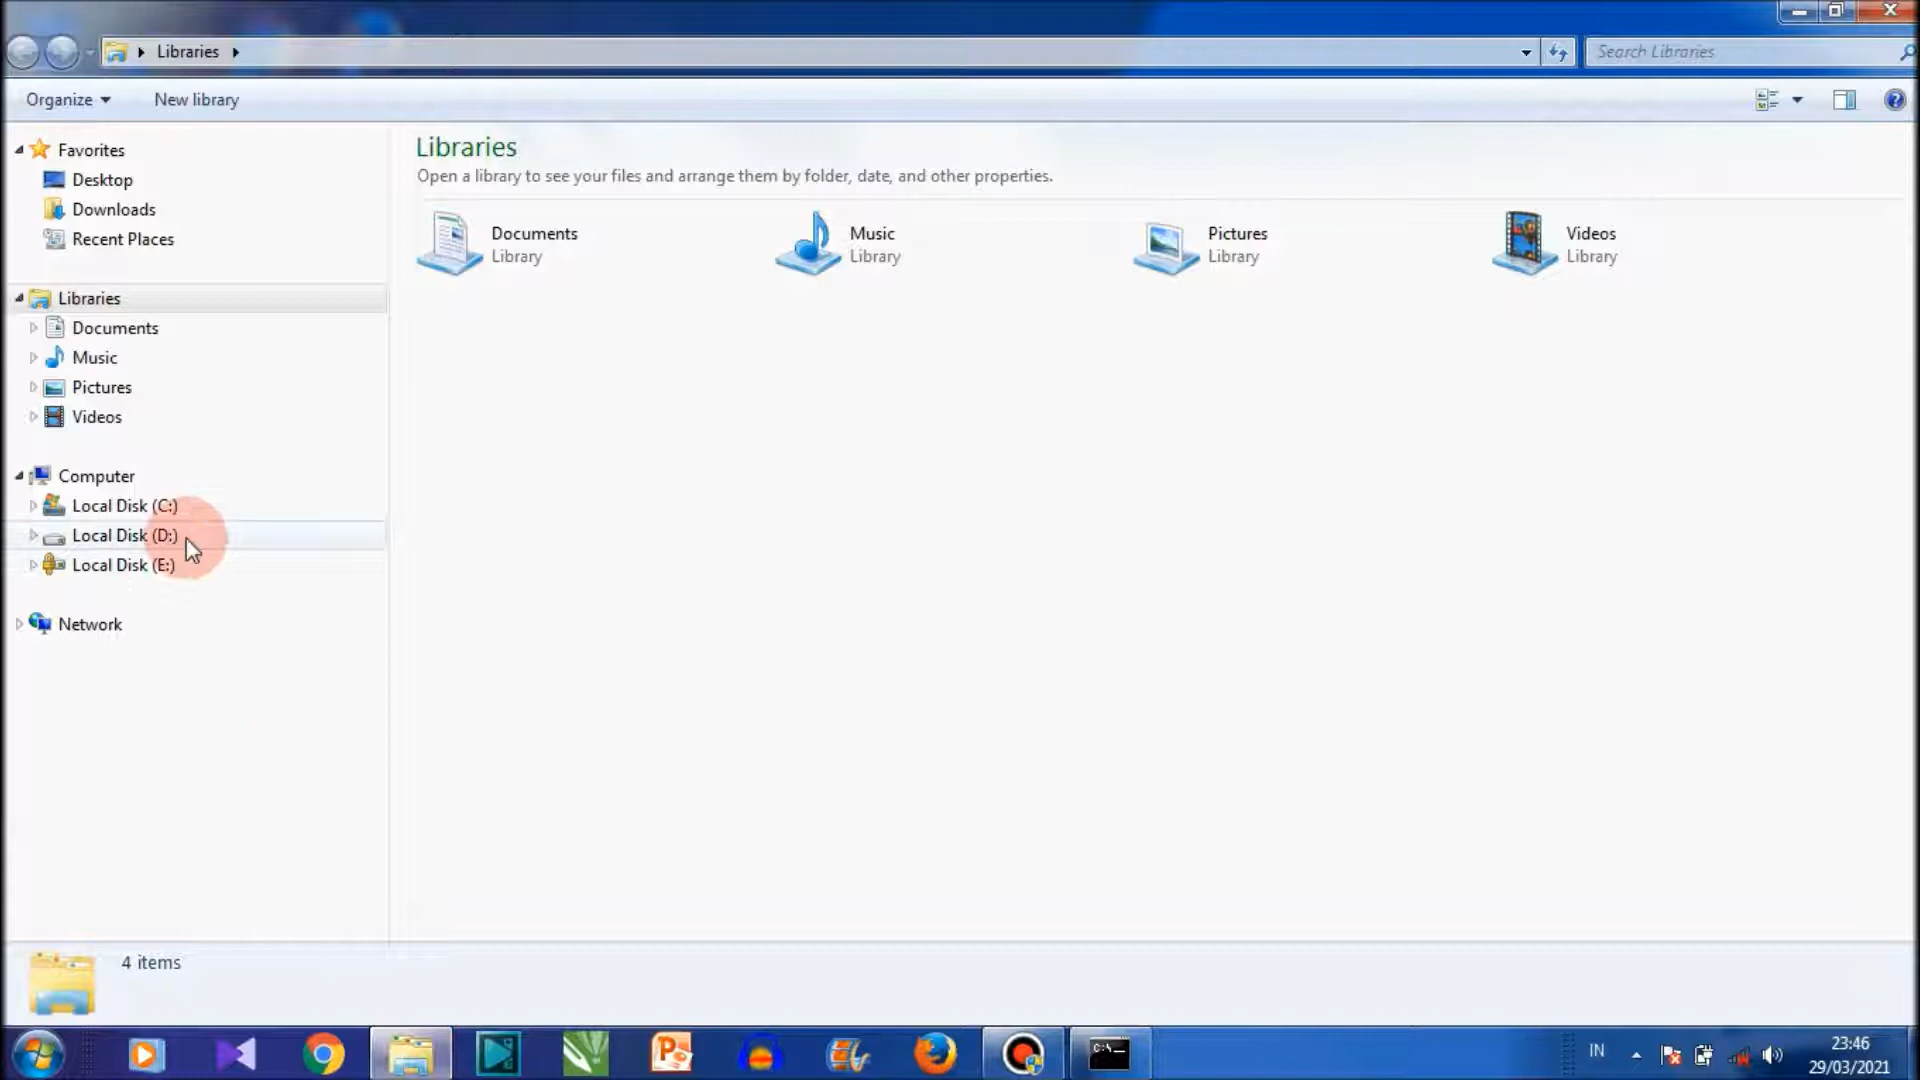 Libraries
Search Libraries
Organize
New library
Favorites
Desktop
Downloads
Recent Places
Libraries
Documents
Music
Pictures
Videos
Computer
Local Disk (C:)
Local Disk (D:)
Local Disk (E:)
Network
Libraries
Open a library to see your files and arrange them by folder, date, and other properties.
Documents
Library
Music
Library
Pictures
Library
Videos
Library
4 items
C:\
IN
23:46
29/03/2021